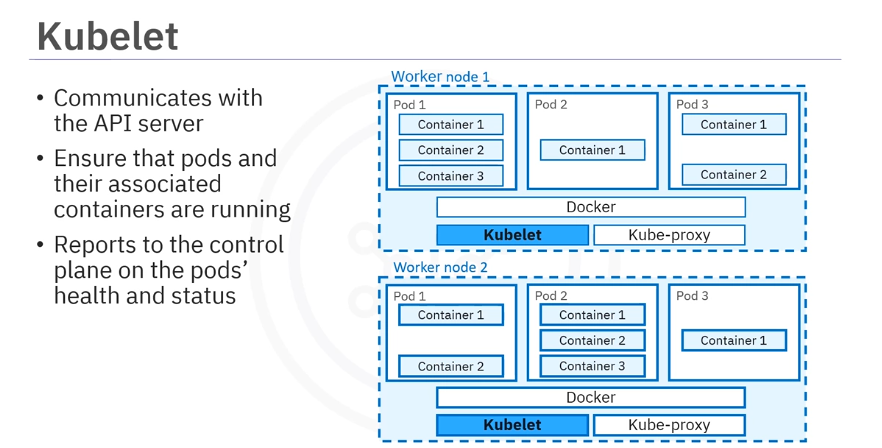 Kubelet
• Communicates with
the API server
• Ensure that pods and
their associated
containers are running
• Reports to the control
plane on the pods’
health and status
Worker node 1
Pod 1
Container 1
Container 2
Container 3
Pod 2
Container 1
Pod 3
Container 1
Container 2
Docker
Kubelet
Kube-proxy
Worker node 2
Pod 1
Container 1
Container 2
Pod 2
Container 1
Container 2
Container 3
Pod 3
Container 1
Docker
Kubelet
Kube-proxy